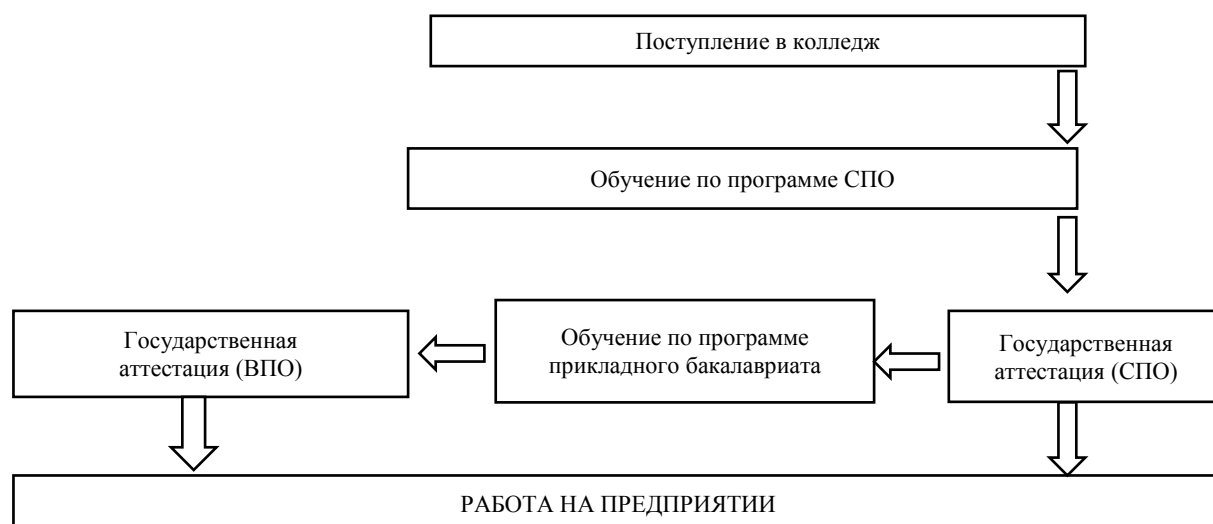 Поступление в колледж
Обучение по программе СПО
Государственная
аттестация (ВПО)
Обучение по программе
прикладного бакалавриата
Государственная
аттестация (СПО)
РАБОТА НА ПРЕДПРИЯТИИ